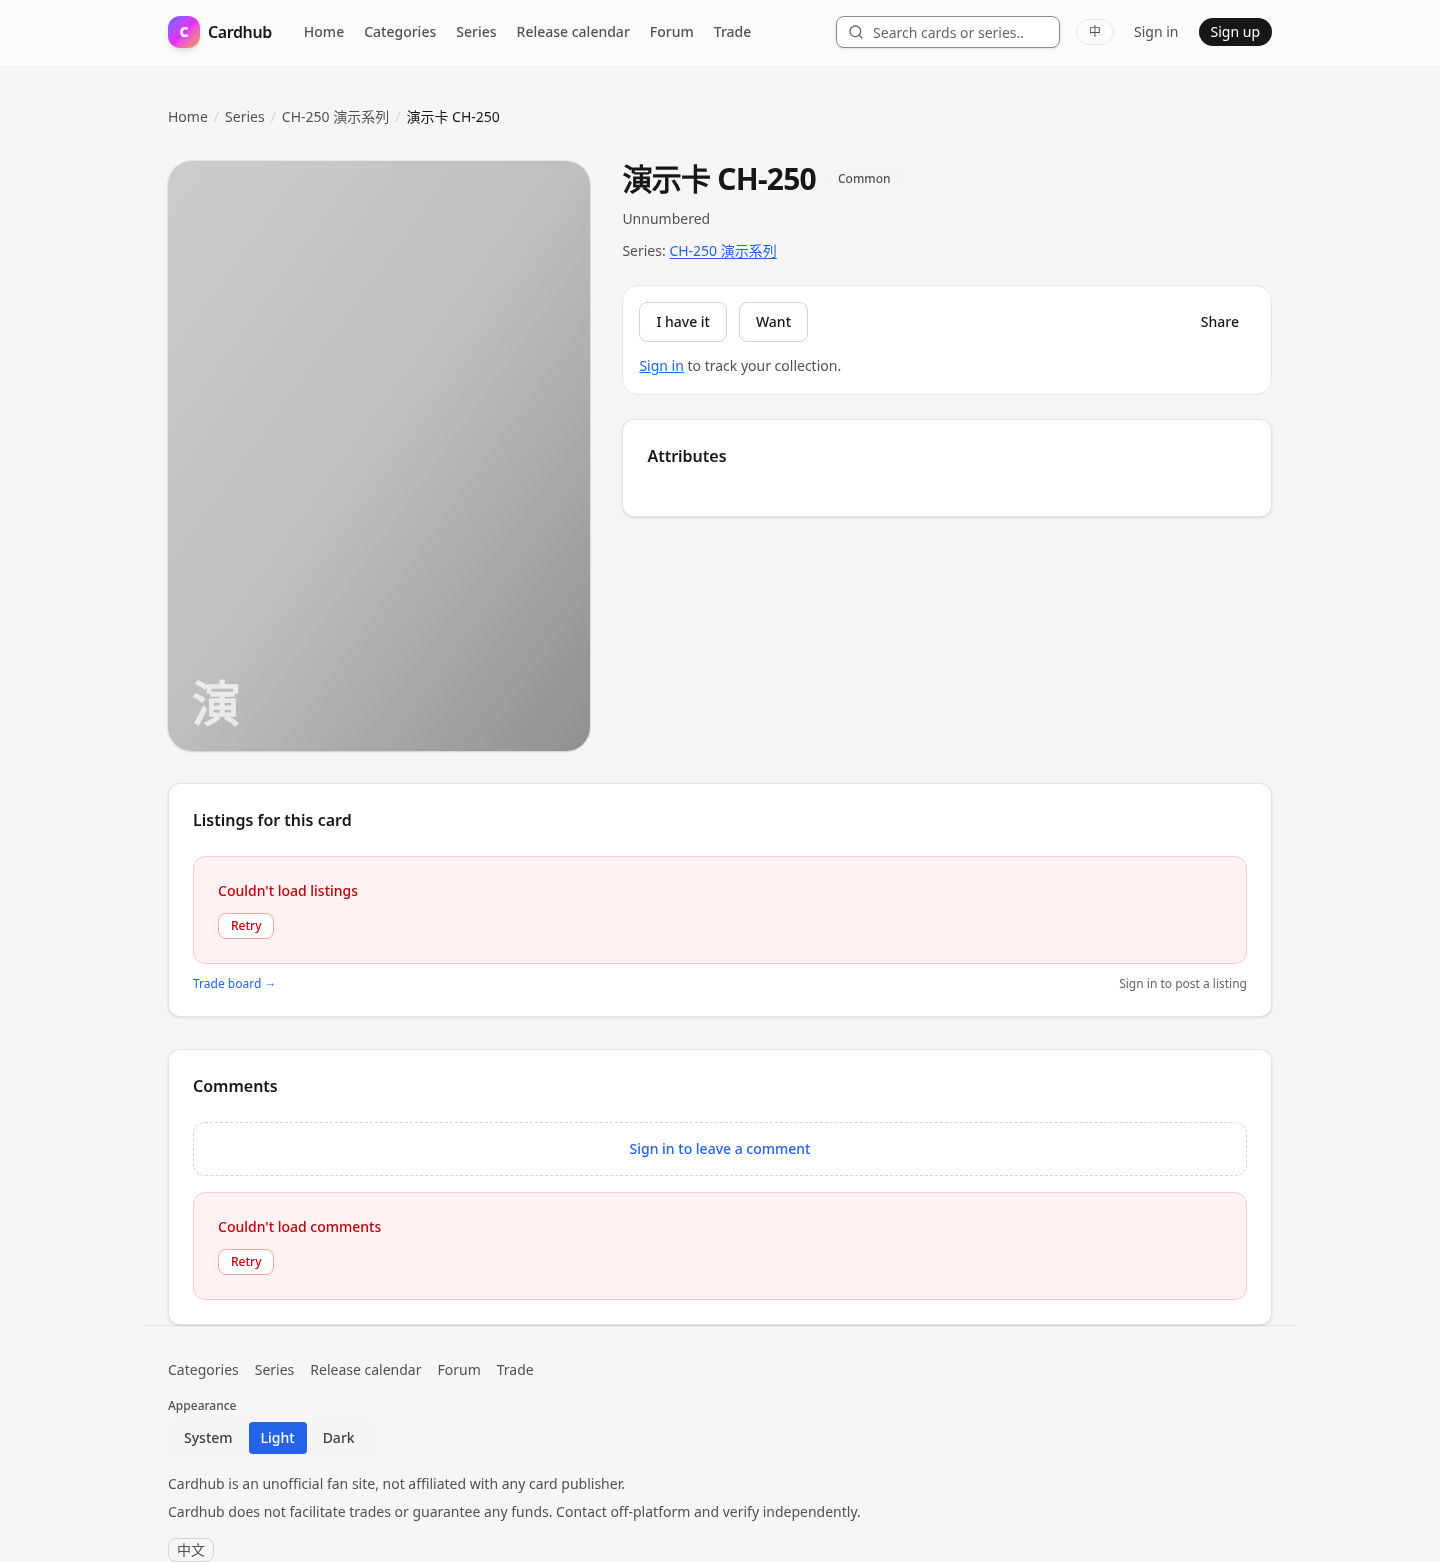 C Cardhub Home Categories Series Release calendar Forum Trade Search cards or series.. 中 Sign in Sign up
Home / Series / CH-250 演示系列 / 演示卡 CH-250
演示卡 CH-250 Common
Unnumbered
Series: CH-250 演示系列
I have it Want Share
Sign in to track your collection.
Attributes
演
Listings for this card
Couldn't load listings
Retry
Trade board → Sign in to post a listing
Comments
Sign in to leave a comment
Couldn't load comments
Retry
Categories Series Release calendar Forum Trade
Appearance
System Light Dark
Cardhub is an unofficial fan site, not affiliated with any card publisher.
Cardhub does not facilitate trades or guarantee any funds. Contact off-platform and verify independently.
中文